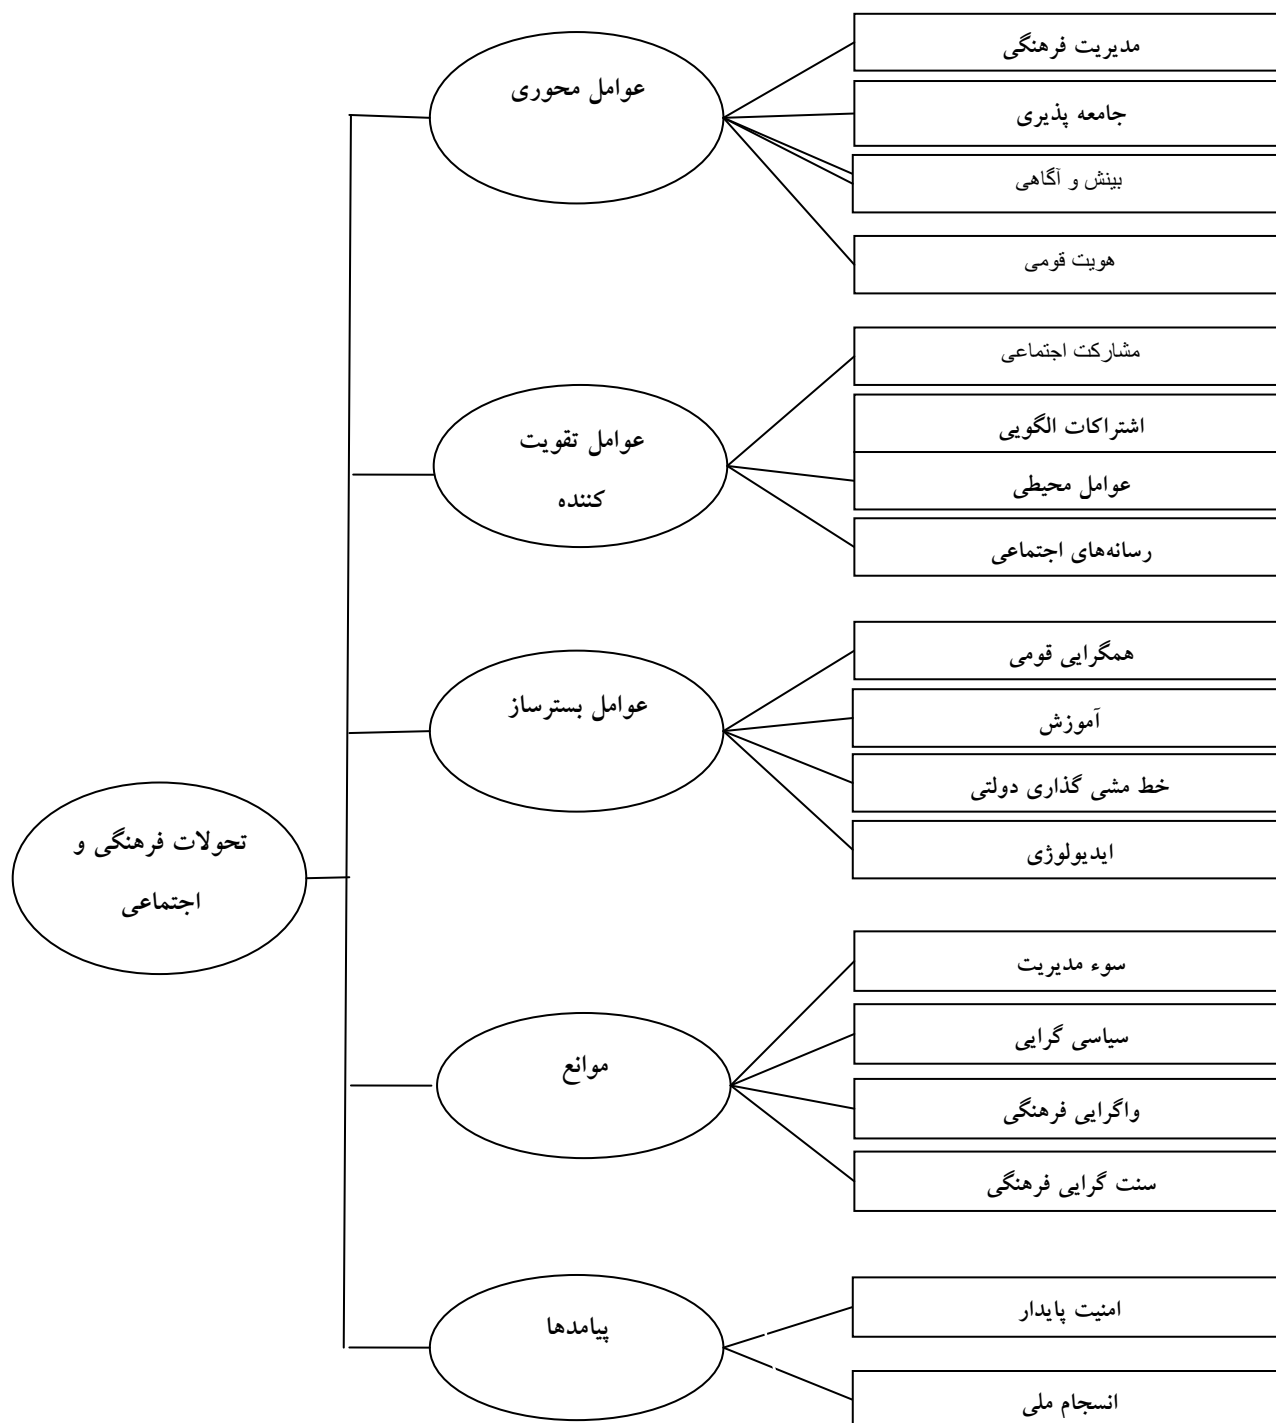 مدیریت فرهنگی
عوامل محوری
جامعه پذیری
بینش و آگاهی
هویت قومی
مشارکت اجتماعی
اشتراکات الگویی
عوامل تقویت
کننده
عوامل محیطی
رسانه‌های اجتماعی
همگرایی قومی
عوامل بسترساز
آموزش
خط مشی گذاری دولتی
ایدیولوژی
تحولات فرهنگی و
اجتماعی
سوء مدیریت
سیاسی گرایی
موانع
واگرایی فرهنگی
سنت گرایی فرهنگی
امنیت پایدار
پیامدها
انسجام ملی